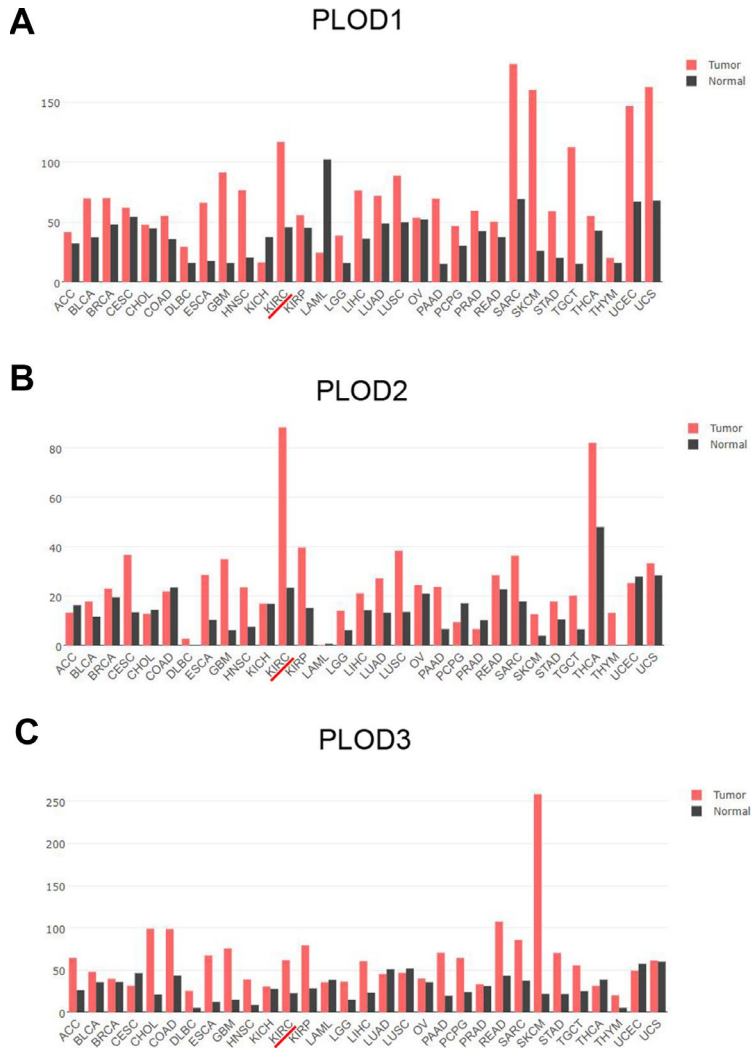 A
PLOD1
Tumor
Normal
150
100
50
0
ACC BLCA BRCA CESC CHOL COAD DLBC ESCA GBM HNSC KICH KIRC KIRP LAML LGG LIHC LUAD LUSC OV PAAD PCPG PRAD READ SARC SKCM STAD TGCT THCA THYM UCEC UCS
B
PLOD2
Tumor
Normal
80
60
40
20
0
ACC BLCA BRCA CESC CHOL COAD DLBC ESCA GBM HNSC KICH KIRC KIRP LAML LGG LIHC LUAD LUSC OV PAAD PCPG PRAD READ SARC SKCM STAD TGCT THCA THYM UCEC UCS
C
PLOD3
Tumor
Normal
250
200
150
100
50
0
ACC BLCA BRCA CESC CHOL COAD DLBC ESCA GBM HNSC KICH KIRC KIRP LAML LGG LIHC LUAD LUSC OV PAAD PCPG PRAD READ SARC SKCM STAD TGCT THCA THYM UCEC UCS